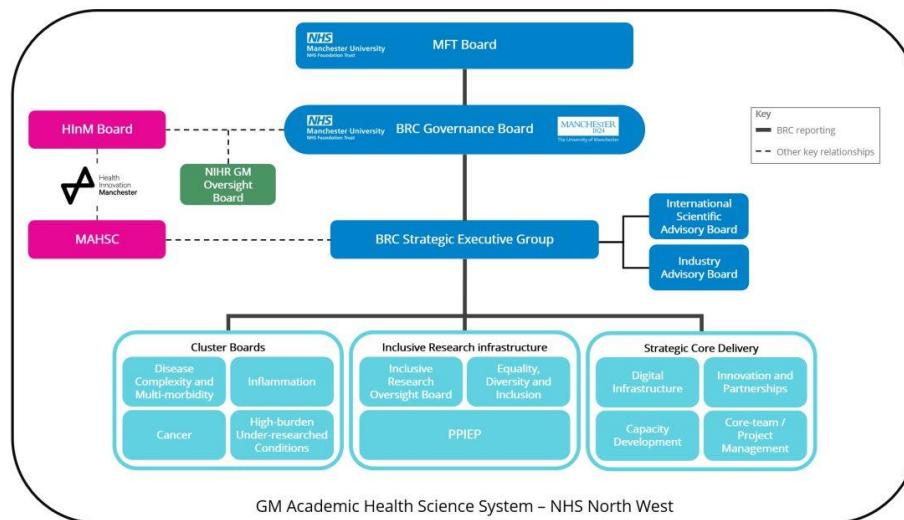 NHS
Manchester University
NHS Foundation Trust
MFT Board
HInM Board
NHS
Manchester University
NHS Foundation Trust
BRC Governance Board
MANCHESTER
1824
The University of Manchester
Key
BRC reporting
Other key relationships
Health
Innovation
Manchester
NIHR GM
Oversight
Board
MAHSC
BRC Strategic Executive Group
International
Scientific
Advisory Board
Industry
Advisory Board
Cluster Boards
Disease
Complexity and
Multi-morbidity
Inflammation
Cancer
High-burden
Under-researched
Conditions
Inclusive Research infrastructure
Inclusive
Research
Oversight Board
Equality,
Diversity and
Inclusion
PPIEP
Strategic Core Delivery
Digital
Infrastructure
Innovation and
Partnerships
Capacity
Development
Core-team /
Project
Management
GM Academic Health Science System – NHS North West